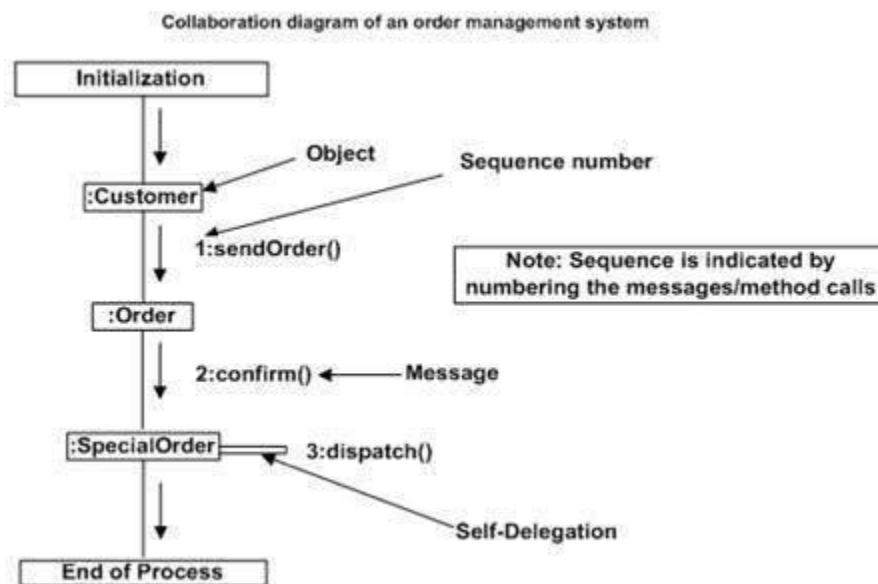 Collaboration diagram of an order management system
Initialization
Object
Sequence number
:Customer
1:sendOrder()
Note: Sequence is indicated by
numbering the messages/method calls
:Order
2:confirm()
Message
:SpecialOrder
3:dispatch()
Self-Delegation
End of Process